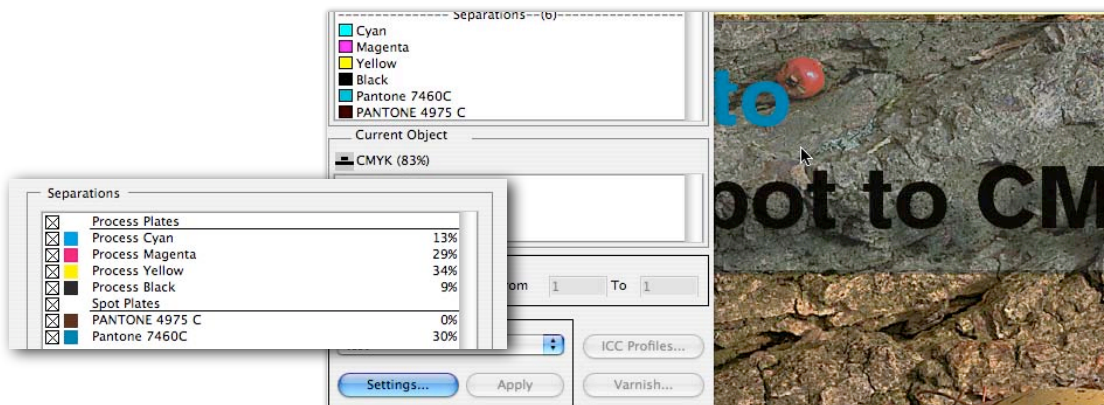 Separations--(6)
Cyan
Magenta
Yellow
Black
Pantone 7460C
PANTONE 4975 C
Current Object
CMYK (83%)
Separations
Process Plates
Process Cyan 13%
Process Magenta 29%
Process Yellow 34%
Process Black 9%
Spot Plates
PANTONE 4975 C 0%
Pantone 7460C 30%
1 To 1
ICC Profiles...
Settings... Apply Varnish...
to
pot to CM